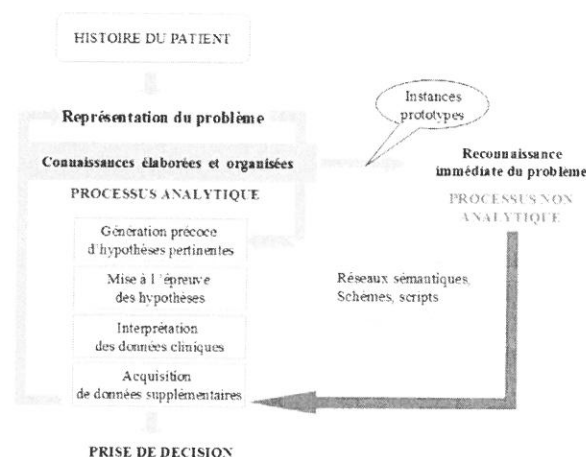 HISTOIRE DU PATIENT
Représentation du problème
Connaissances élaborées et organisées
PROCESSUS ANALYTIQUE
Génération précoce
d'hypothèses pertinentes
Mise à l'épreuve
des hypothèses
Interprétation
des données cliniques
Acquisition
de données supplémentaires
PRISE DE DECISION
Instances
prototypes
Reconnaissance
immédiate du problème
PROCESSUS NON
ANALYTIQUE
Réseaux sémantiques,
Schèmes, scripts